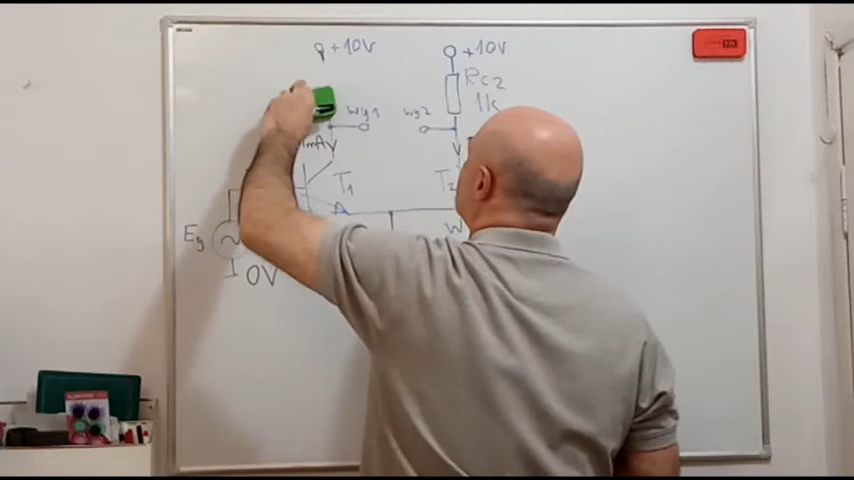 +10V
+10V
Rc2
1k
wy1
wy2
1mA
T1
T2
Eg
0V